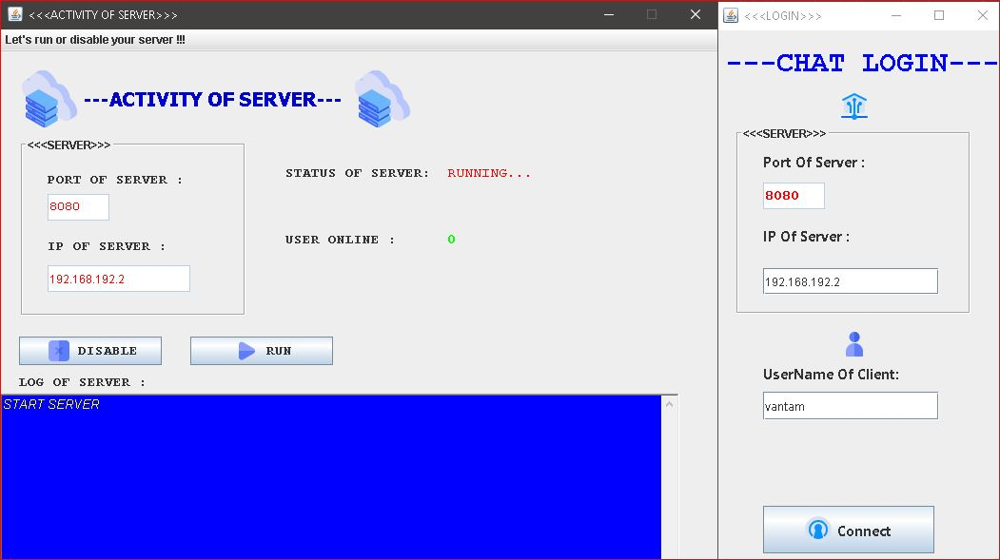 <<<ACTIVITY OF SERVER>>>
Let's run or disable your server !!!
---ACTIVITY OF SERVER---
<<<SERVER>>>
PORT OF SERVER :
8080
IP OF SERVER :
192.168.192.2
STATUS OF SERVER: RUNNING...
USER ONLINE : 0
DISABLE
RUN
LOG OF SERVER :
START SERVER
<<<LOGIN>>>
---CHAT LOGIN---
<<<SERVER>>>
Port Of Server :
8080
IP Of Server :
192.168.192.2
UserName Of Client:
vantam
Connect